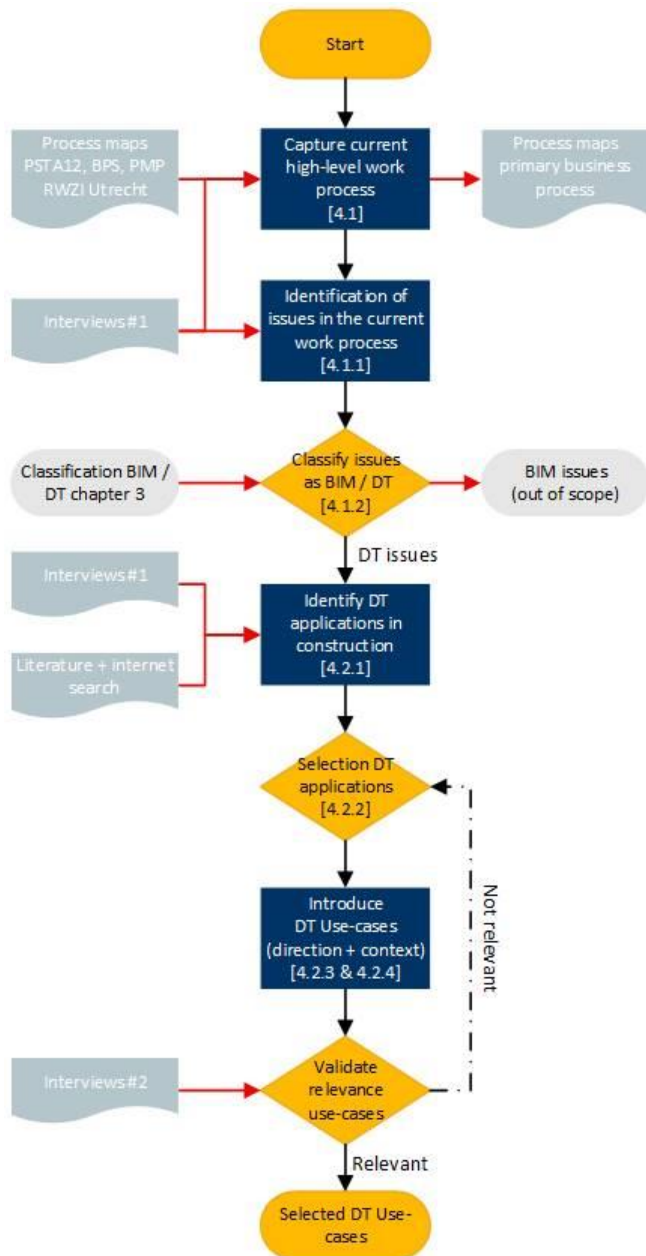 Start
Process maps
PSTA12, BPS, PMP
RWZI Utrecht
Capture current
high-level work
process
[4.1]
Process maps
primary business
process
Interviews #1
Identification of
issues in the current
work process
[4.1.1]
Classification BIM /
DT chapter 3
Classify issues
as BIM / DT
[4.1.2]
BIM issues
(out of scope)
DT issues
Interviews #1
Literature + internet
search
Identify DT
applications in
construction
[4.2.1]
Selection DT
applications
[4.2.2]
Introduce
DT Use-cases
(direction + context)
[4.2.3 & 4.2.4]
Not relevant
Interviews #2
Validate
relevance
use-cases
Relevant
Selected DT Use-
cases